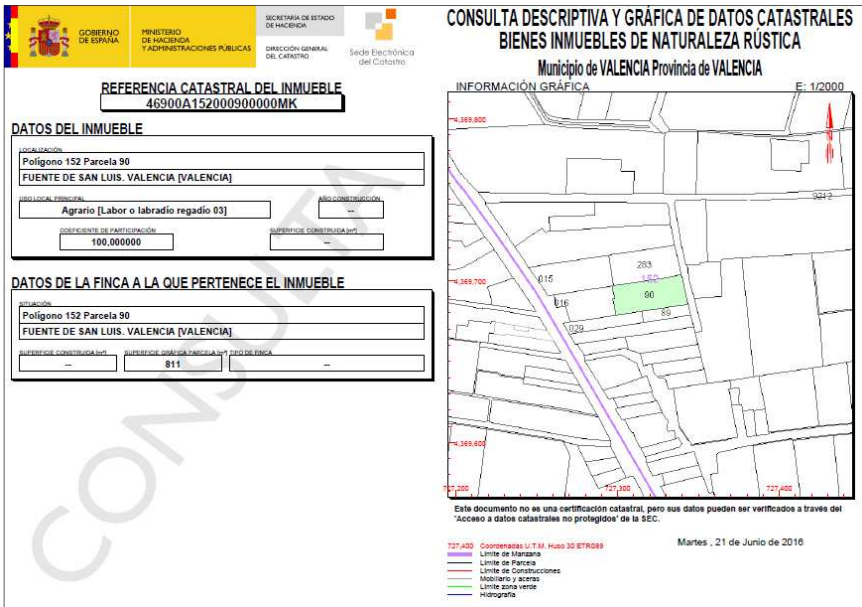 GOBIERNO
DE ESPAÑA
MINISTERIO
DE HACIENDA
Y ADMINISTRACIONES PÚBLICAS
SECRETARÍA DE ESTADO
DE HACIENDA
DIRECCIÓN GENERAL
DEL CATASTRO
Sede Electrónica
del Catastro
REFERENCIA CATASTRAL DEL INMUEBLE
46900A152000900000MK
DATOS DEL INMUEBLE
LOCALIZACIÓN
Polígono 152 Parcela 90
FUENTE DE SAN LUIS. VALENCIA [VALENCIA]
USO LOCAL PRINCIPAL
AÑO CONSTRUCCIÓN
Agrario [Labor o labradío regadío 03]
--
COEFICIENTE DE PARTICIPACIÓN
SUPERFICIE CONSTRUIDA [m²]
100,000000
--
DATOS DE LA FINCA A LA QUE PERTENECE EL INMUEBLE
SITUACIÓN
Polígono 152 Parcela 90
FUENTE DE SAN LUIS. VALENCIA [VALENCIA]
SUPERFICIE CONSTRUIDA [m²]
SUPERFICIE GRÁFICA PARCELA [m²]
TIPO DE FINCA
--
811
--
CONSULTA
CONSULTA DESCRIPTIVA Y GRÁFICA DE DATOS CATASTRALES
BIENES INMUEBLES DE NATURALEZA RÚSTICA
Municipio de VALENCIA Provincia de VALENCIA
INFORMACIÓN GRÁFICA
E: 1/2000
4,369,800
9212
283
152
015
4,369,700
90
016
89
029
4,369,600
727,200
727,300
727,400
Este documento no es una certificación catastral, pero sus datos pueden ser verificados a través del
"Acceso a datos catastrales no protegidos" de la SEC.
727,400 Coordenadas U.T.M. Huso 30 ETRS89
Límite de Manzana
Límite de Parcela
Límite de Construcciones
Mobiliario y aceras
Límite zona verde
Hidrografía
Martes , 21 de Junio de 2016